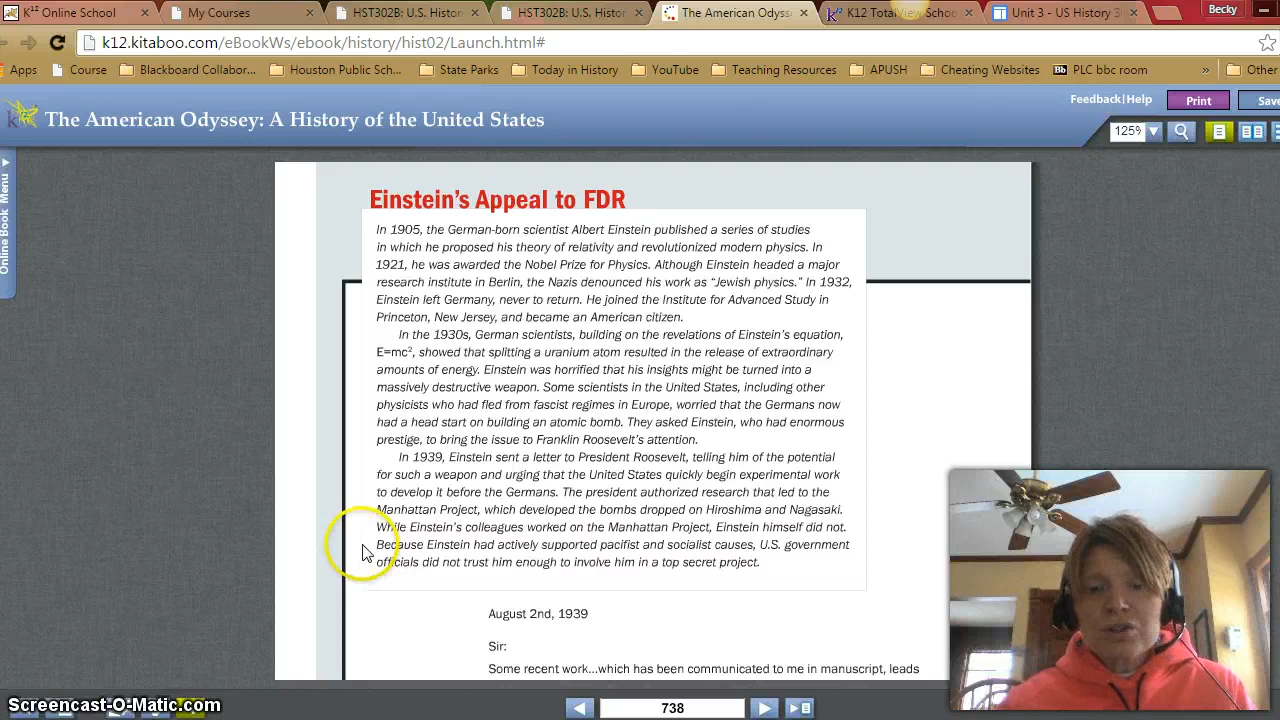 K¹² Online School
My Courses
HST302B: U.S. Histor
HST302B: U.S. Histor
The American Odysse
K12 TotalView School
Unit 3 - US History 3
Becky
k12.kitaboo.com/eBookWs/ebook/history/hist02/Launch.html#
Apps
Course
Blackboard Collabor...
Houston Public Sch...
State Parks
Today in History
YouTube
Teaching Resources
APUSH
Cheating Websites
Bb PLC bbc room
»
Other
Feedback|Help
Print
Save
The American Odyssey: A History of the United States
125%
Online Book Menu
Einstein's Appeal to FDR
In 1905, the German-born scientist Albert Einstein published a series of studies
in which he proposed his theory of relativity and revolutionized modern physics. In
1921, he was awarded the Nobel Prize for Physics. Although Einstein headed a major
research institute in Berlin, the Nazis denounced his work as “Jewish physics.” In 1932,
Einstein left Germany, never to return. He joined the Institute for Advanced Study in
Princeton, New Jersey, and became an American citizen.
In the 1930s, German scientists, building on the revelations of Einstein's equation,
E=mc², showed that splitting a uranium atom resulted in the release of extraordinary
amounts of energy. Einstein was horrified that his insights might be turned into a
massively destructive weapon. Some scientists in the United States, including other
physicists who had fled from fascist regimes in Europe, worried that the Germans now
had a head start on building an atomic bomb. They asked Einstein, who had enormous
prestige, to bring the issue to Franklin Roosevelt's attention.
In 1939, Einstein sent a letter to President Roosevelt, telling him of the potential
for such a weapon and urging that the United States quickly begin experimental work
to develop it before the Germans. The president authorized research that led to the
Manhattan Project, which developed the bombs dropped on Hiroshima and Nagasaki.
While Einstein's colleagues worked on the Manhattan Project, Einstein himself did not.
Because Einstein had actively supported pacifist and socialist causes, U.S. government
officials did not trust him enough to involve him in a top secret project.
August 2nd, 1939
Sir:
Some recent work...which has been communicated to me in manuscript, leads
738
Screencast-O-Matic.com